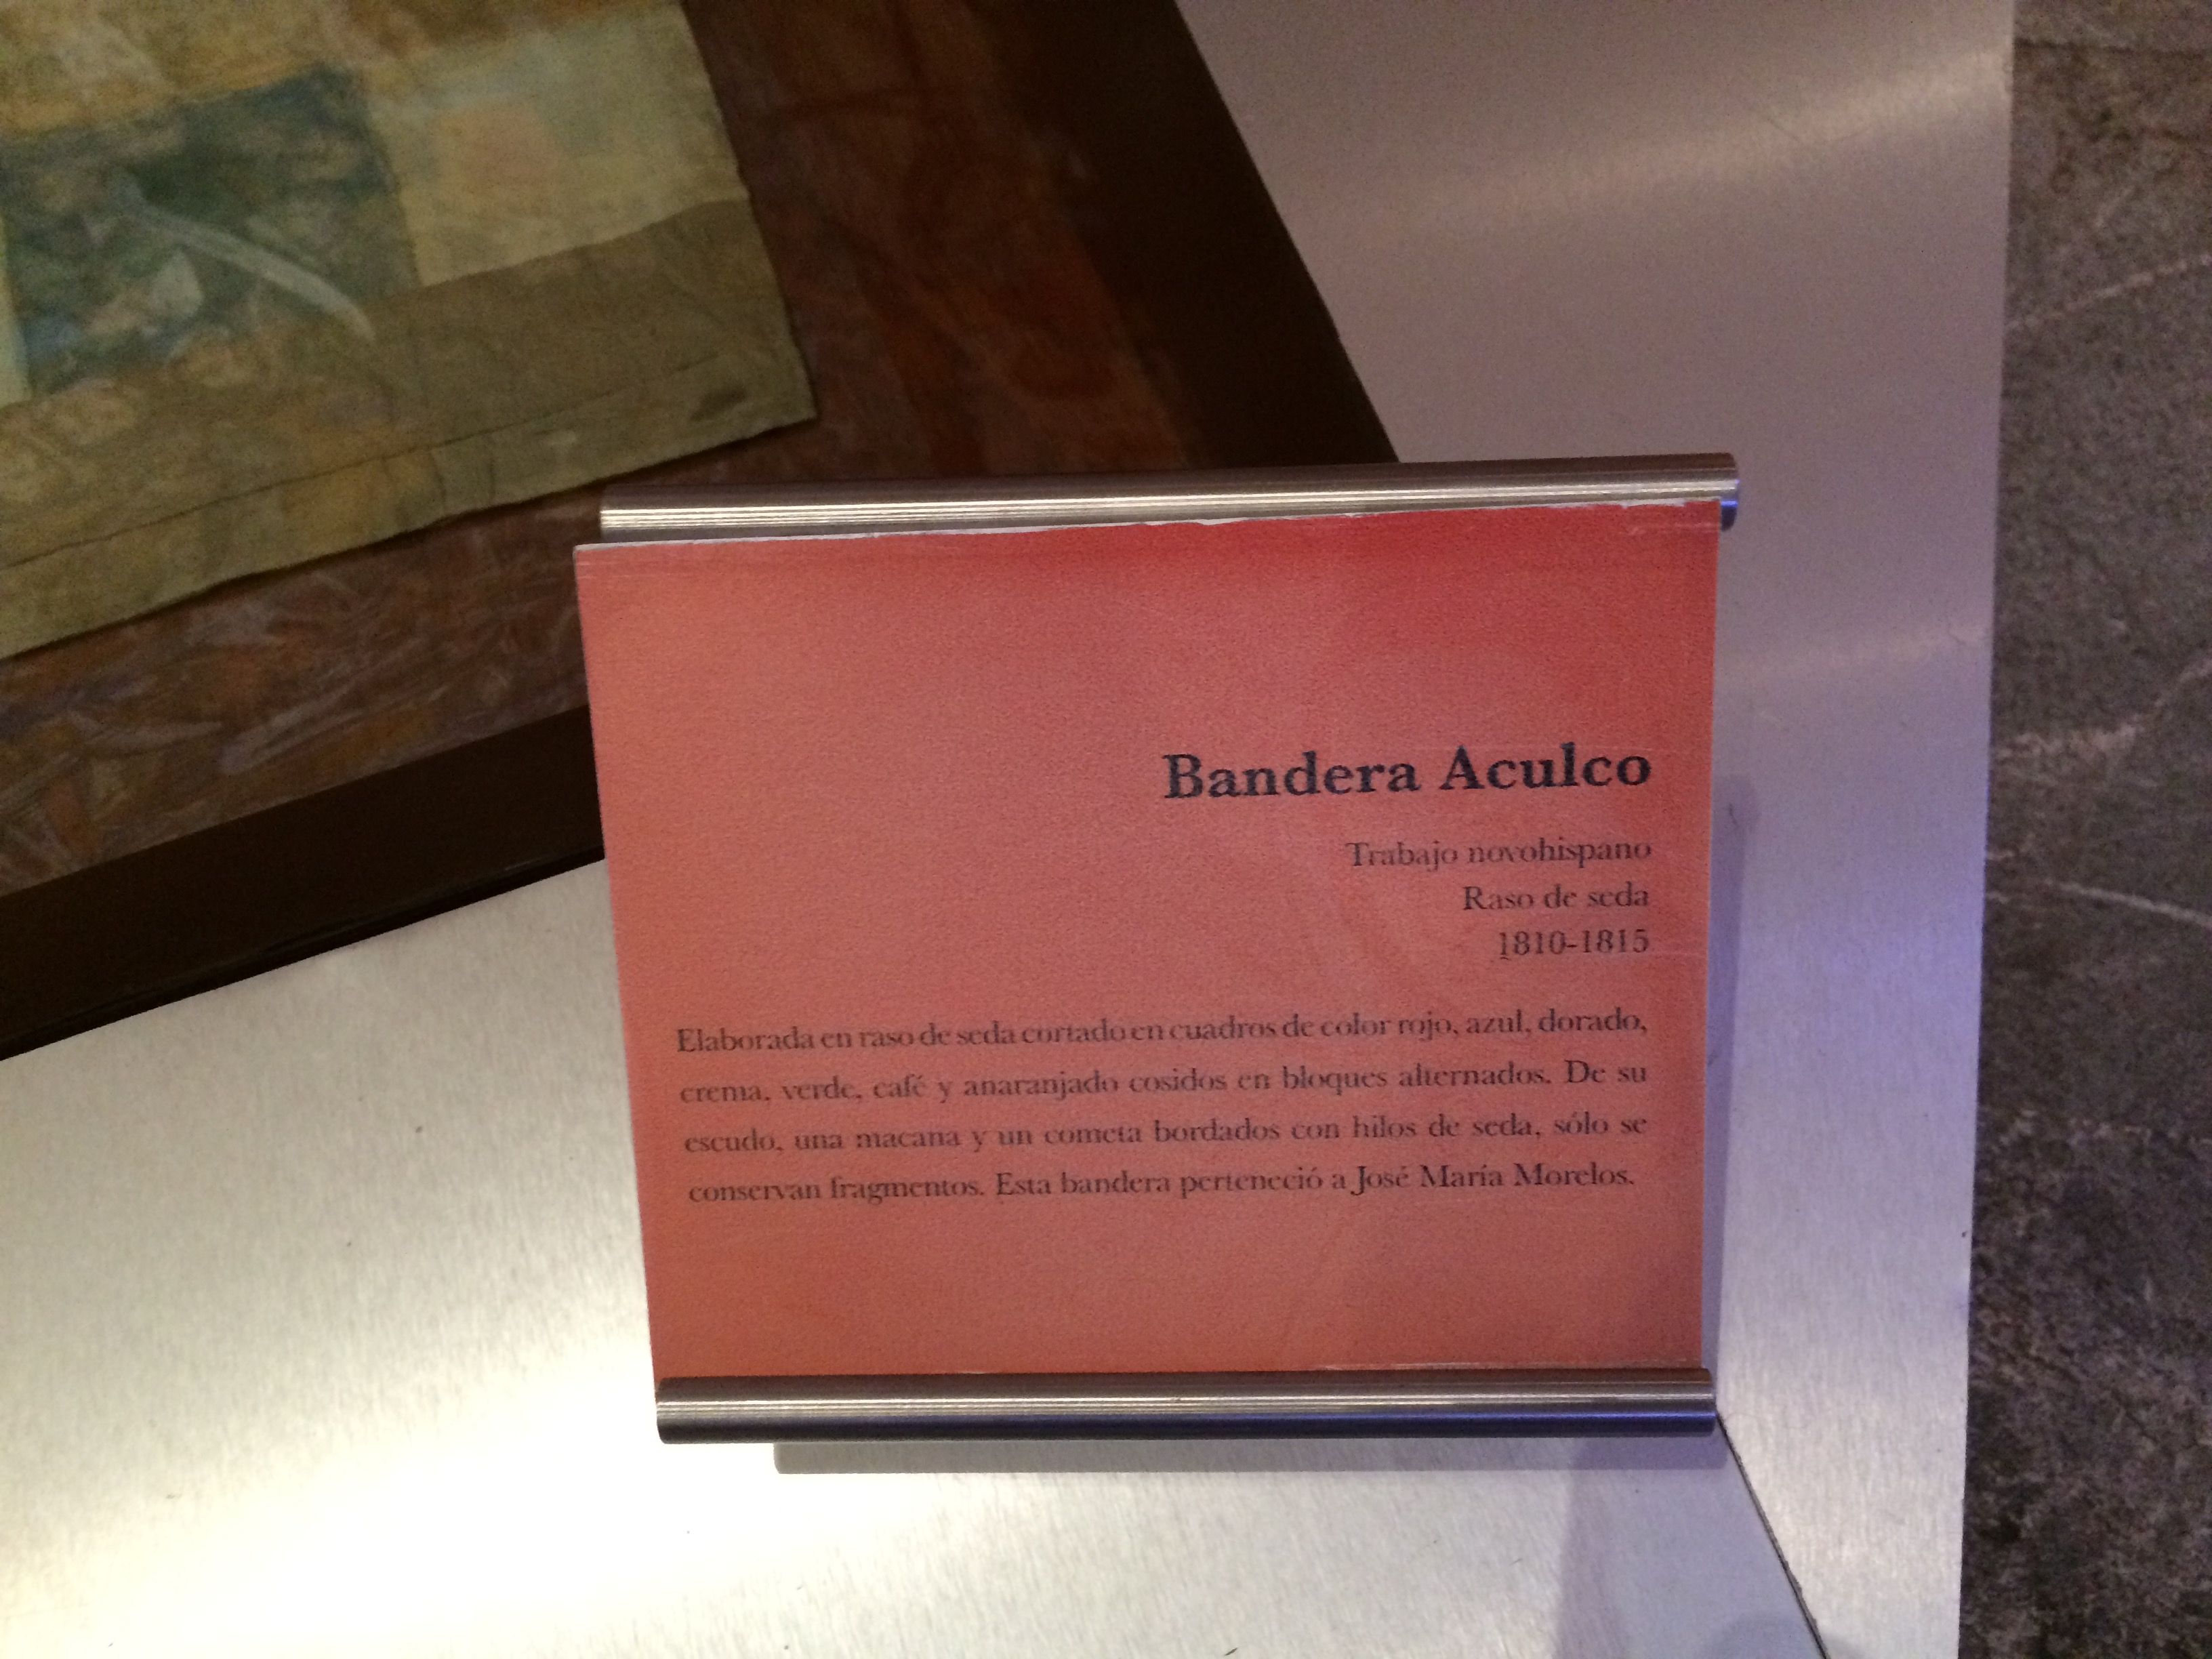 Bandera Aculco
Trabajo novohispano
Raso de seda
1810-1815
Elaborada en raso de seda cortado en cuadros de color rojo, azul, dorado,
crema, verde, café y anaranjado cosidos en bloques alternados. De su
escudo, una macana y un cometa bordados con hilos de seda, sólo se
conservan fragmentos. Esta bandera perteneció a José María Morelos.